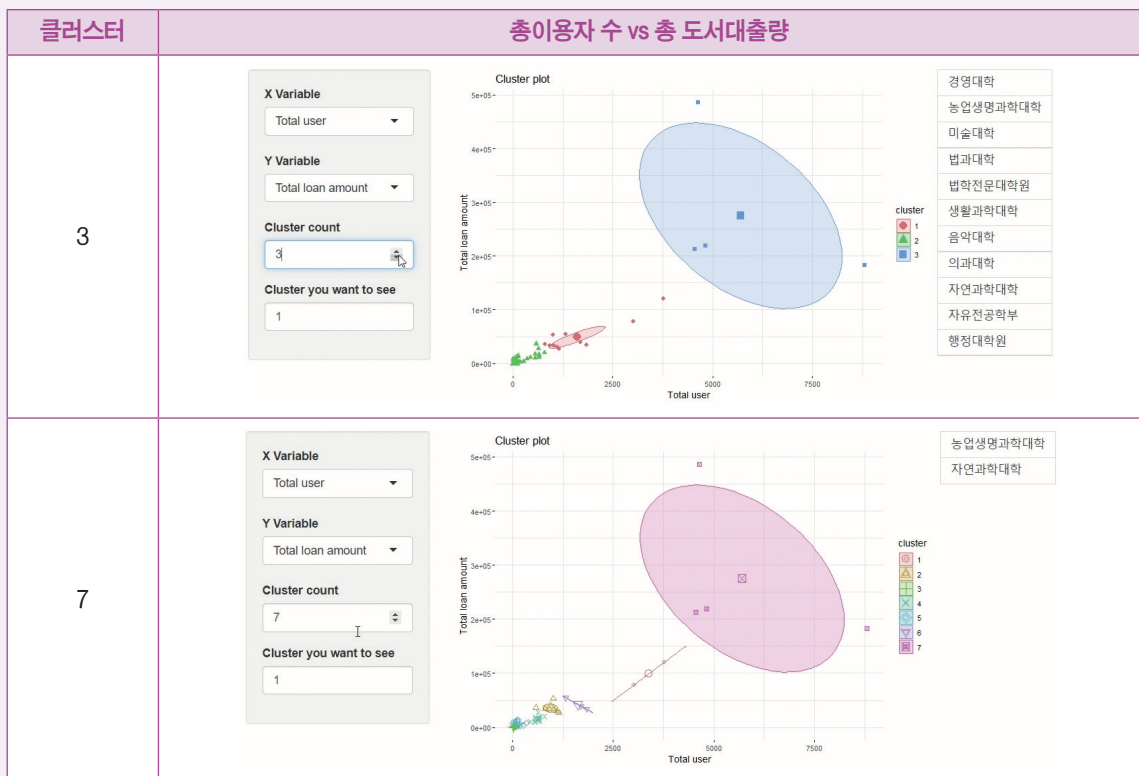 클러스터
총이용자 수 vs 총 도서대출량
3
X Variable
Total user
Y Variable
Total loan amount
Cluster count
3
Cluster you want to see
1
Cluster plot
5e+05
4e+05
3e+05
2e+05
1e+05
0e+00
Total loan amount
0 2500 5000 7500
Total user
cluster
1
2
3
경영대학
농업생명과학대학
미술대학
법과대학
법학전문대학원
생활과학대학
음악대학
의과대학
자연과학대학
자유전공학부
행정대학원
7
X Variable
Total user
Y Variable
Total loan amount
Cluster count
7
Cluster you want to see
1
Cluster plot
5e+05
4e+05
3e+05
2e+05
1e+05
0e+00
Total loan amount
0 2500 5000 7500
Total user
cluster
1
2
3
4
5
6
7
농업생명과학대학
자연과학대학